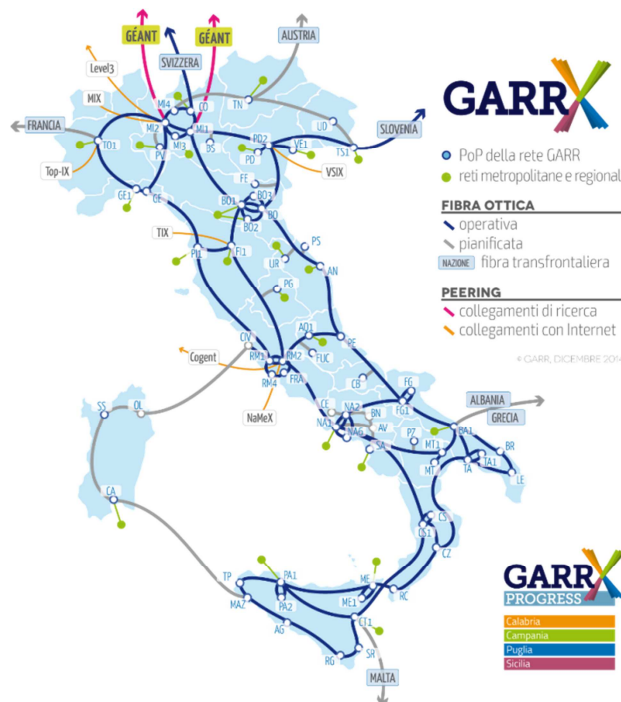 GÉANT
GÉANT
AUSTRIA
SVIZZERA
Level3
MIX
FRANCIA
Top-IX
SLOVENIA
VSIX
MI4
CO
TN
MI2
MI1
UD
TO1
PV
MI3
BS
PD2
VE1
TS1
PD
FE
GE1
GE
BO1
BO3
BO
BO2
TIX
PI1
FI1
PS
UR
AN
PG
CIV
AQ1
PE
Cogent
RM1
RM2
FUC
RM4
FRA
CB
FG
NaMeX
FG1
ALBANIA
GRECIA
SS
OL
CE
NA2
BN
NA1
AV
SA
PZ
MT1
BA1
MT
TA
TA1
BR
LE
CA
CS
CS1
CZ
TP
PA1
ME
MAZ
PA2
ME1
RC
AG
CT1
RG
SR
MALTA
GARR X
PoP della rete GARR
reti metropolitane e regional
FIBRA OTTICA
operativa
pianificata
NAZIONE fibra transfrontaliera
PEERING
collegamenti di ricerca
collegamenti con Internet
© GARR, DICEMBRE 2014
GARR X
PROGRESS
Calabria
Campania
Puglia
Sicilia